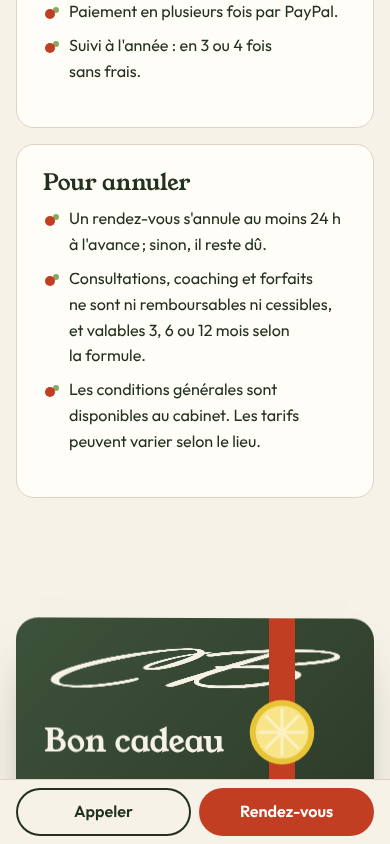 Paiement en plusieurs fois par PayPal.
Suivi à l'année : en 3 ou 4 fois
sans frais.
Pour annuler
Un rendez-vous s'annule au moins 24 h
à l'avance ; sinon, il reste dû.
Consultations, coaching et forfaits
ne sont ni remboursables ni cessibles,
et valables 3, 6 ou 12 mois selon
la formule.
Les conditions générales sont
disponibles au cabinet. Les tarifs
peuvent varier selon le lieu.
Bon cadeau
Appeler
Rendez-vous